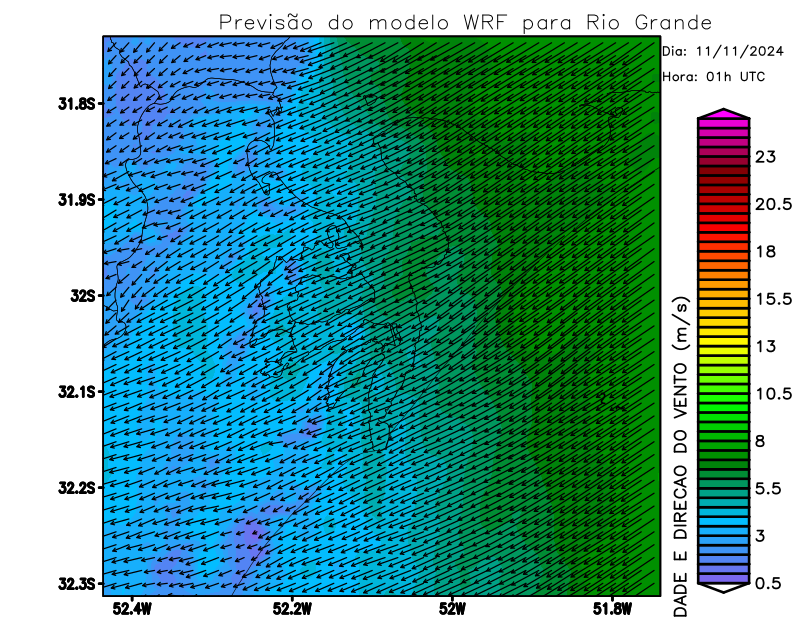 Previsão do modelo WRF para Rio Grande
Dia: 11/11/2024
Hora: 01h UTC
31.8S
31.9S
32S
32.1S
32.2S
32.3S
52.4W
52.2W
52W
51.8W
23
20.5
18
15.5
13
10.5
8
5.5
3
0.5
DADE E DIRECAO DO VENTO (m/s)